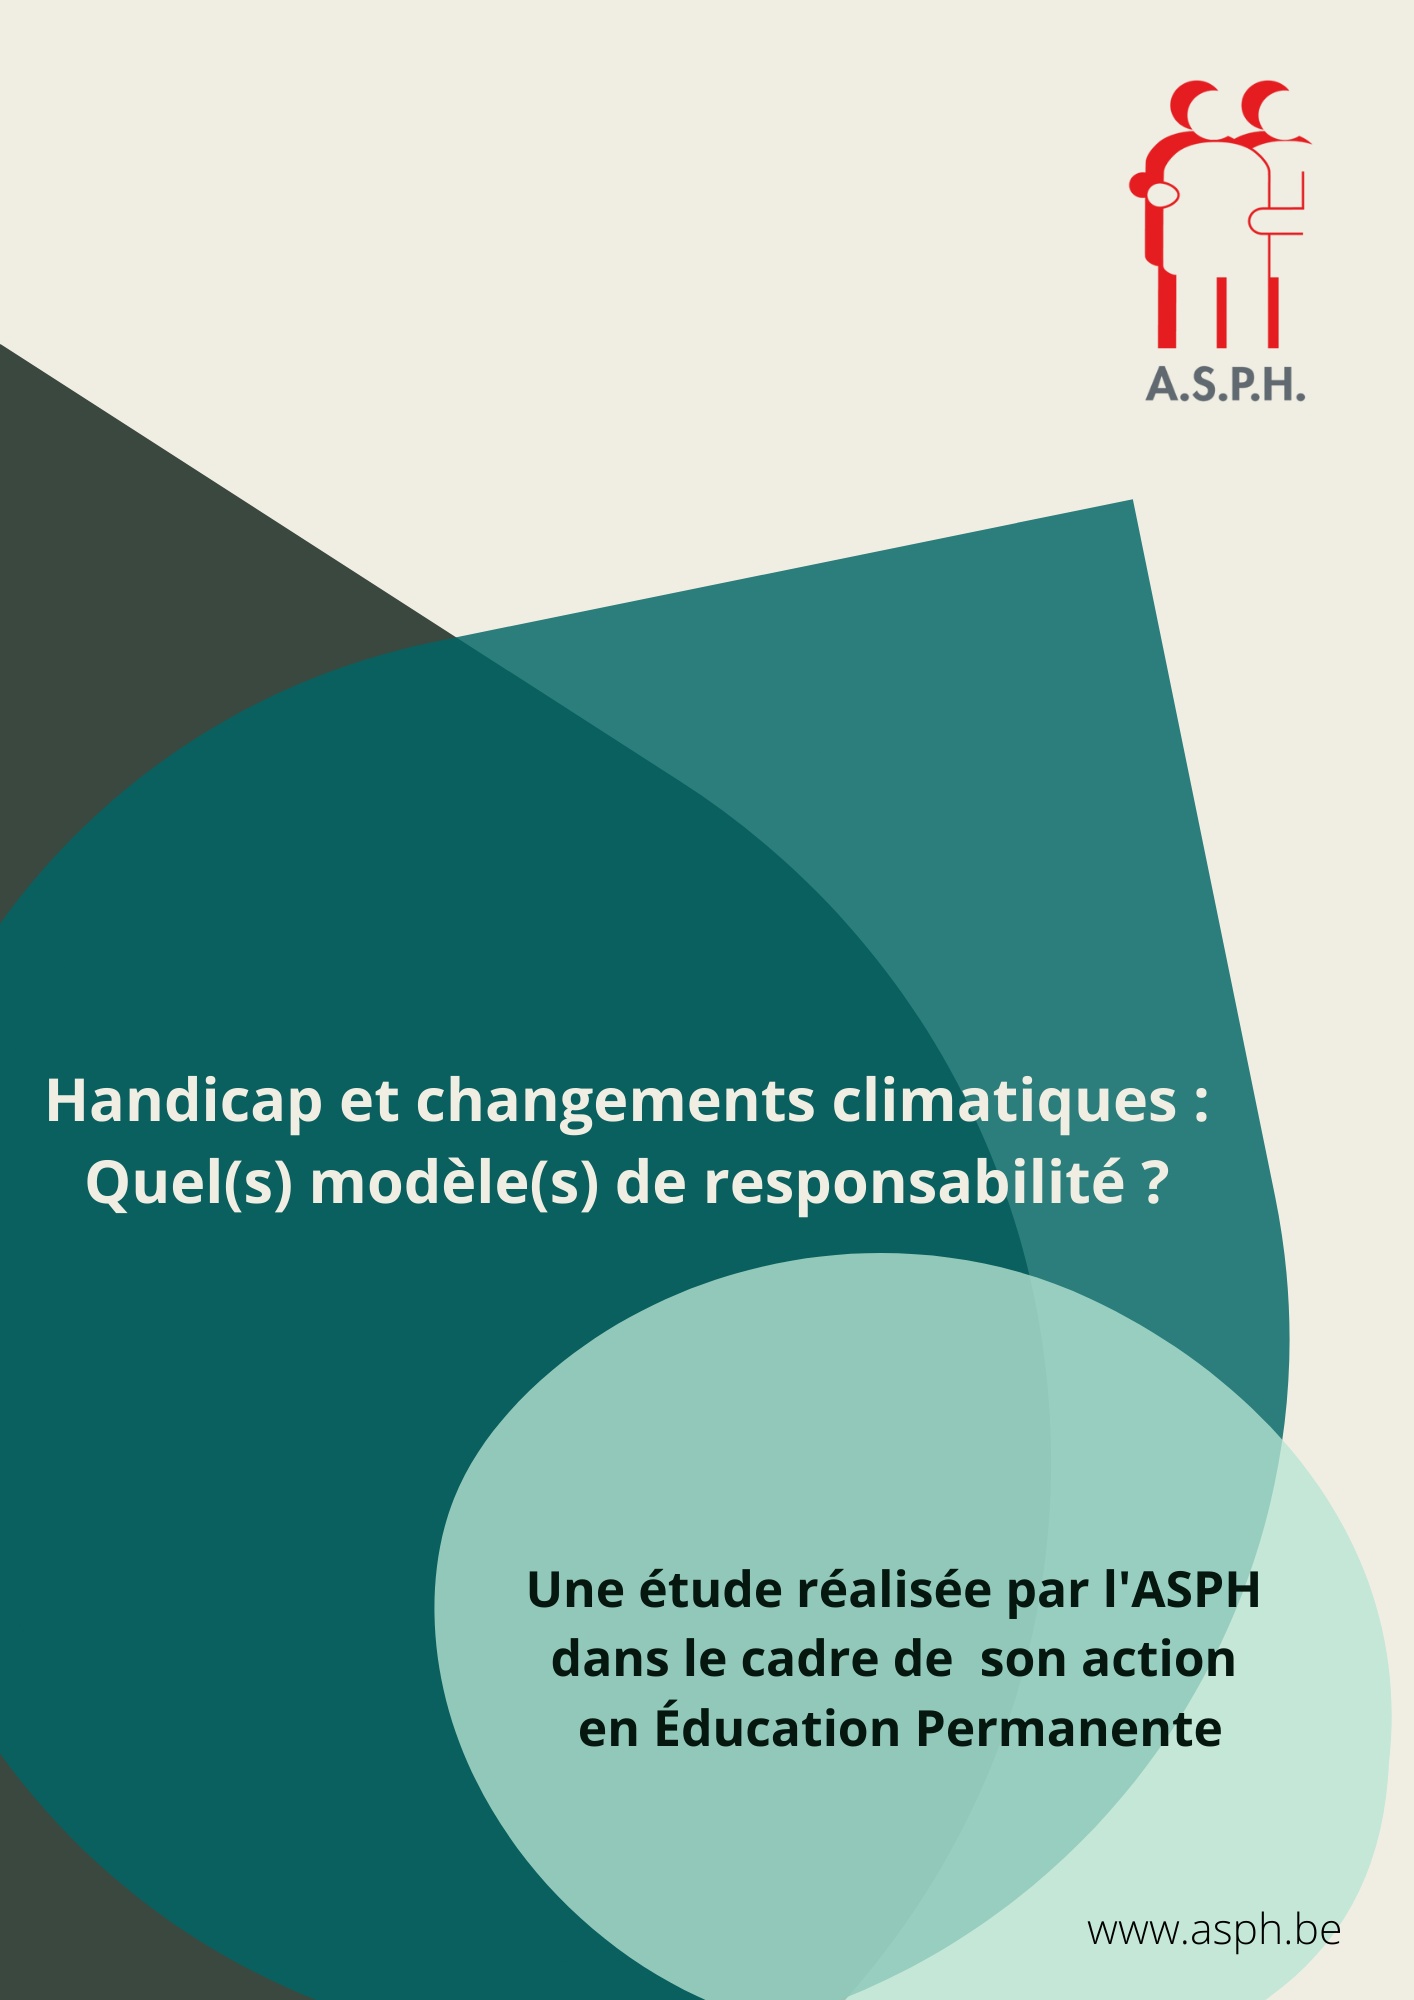 A.S.P.H.
Handicap et changements climatiques :
Quel(s) modèle(s) de responsabilité ?
Une étude réalisée par l'ASPH
dans le cadre de  son action
en Éducation Permanente
www.asph.be